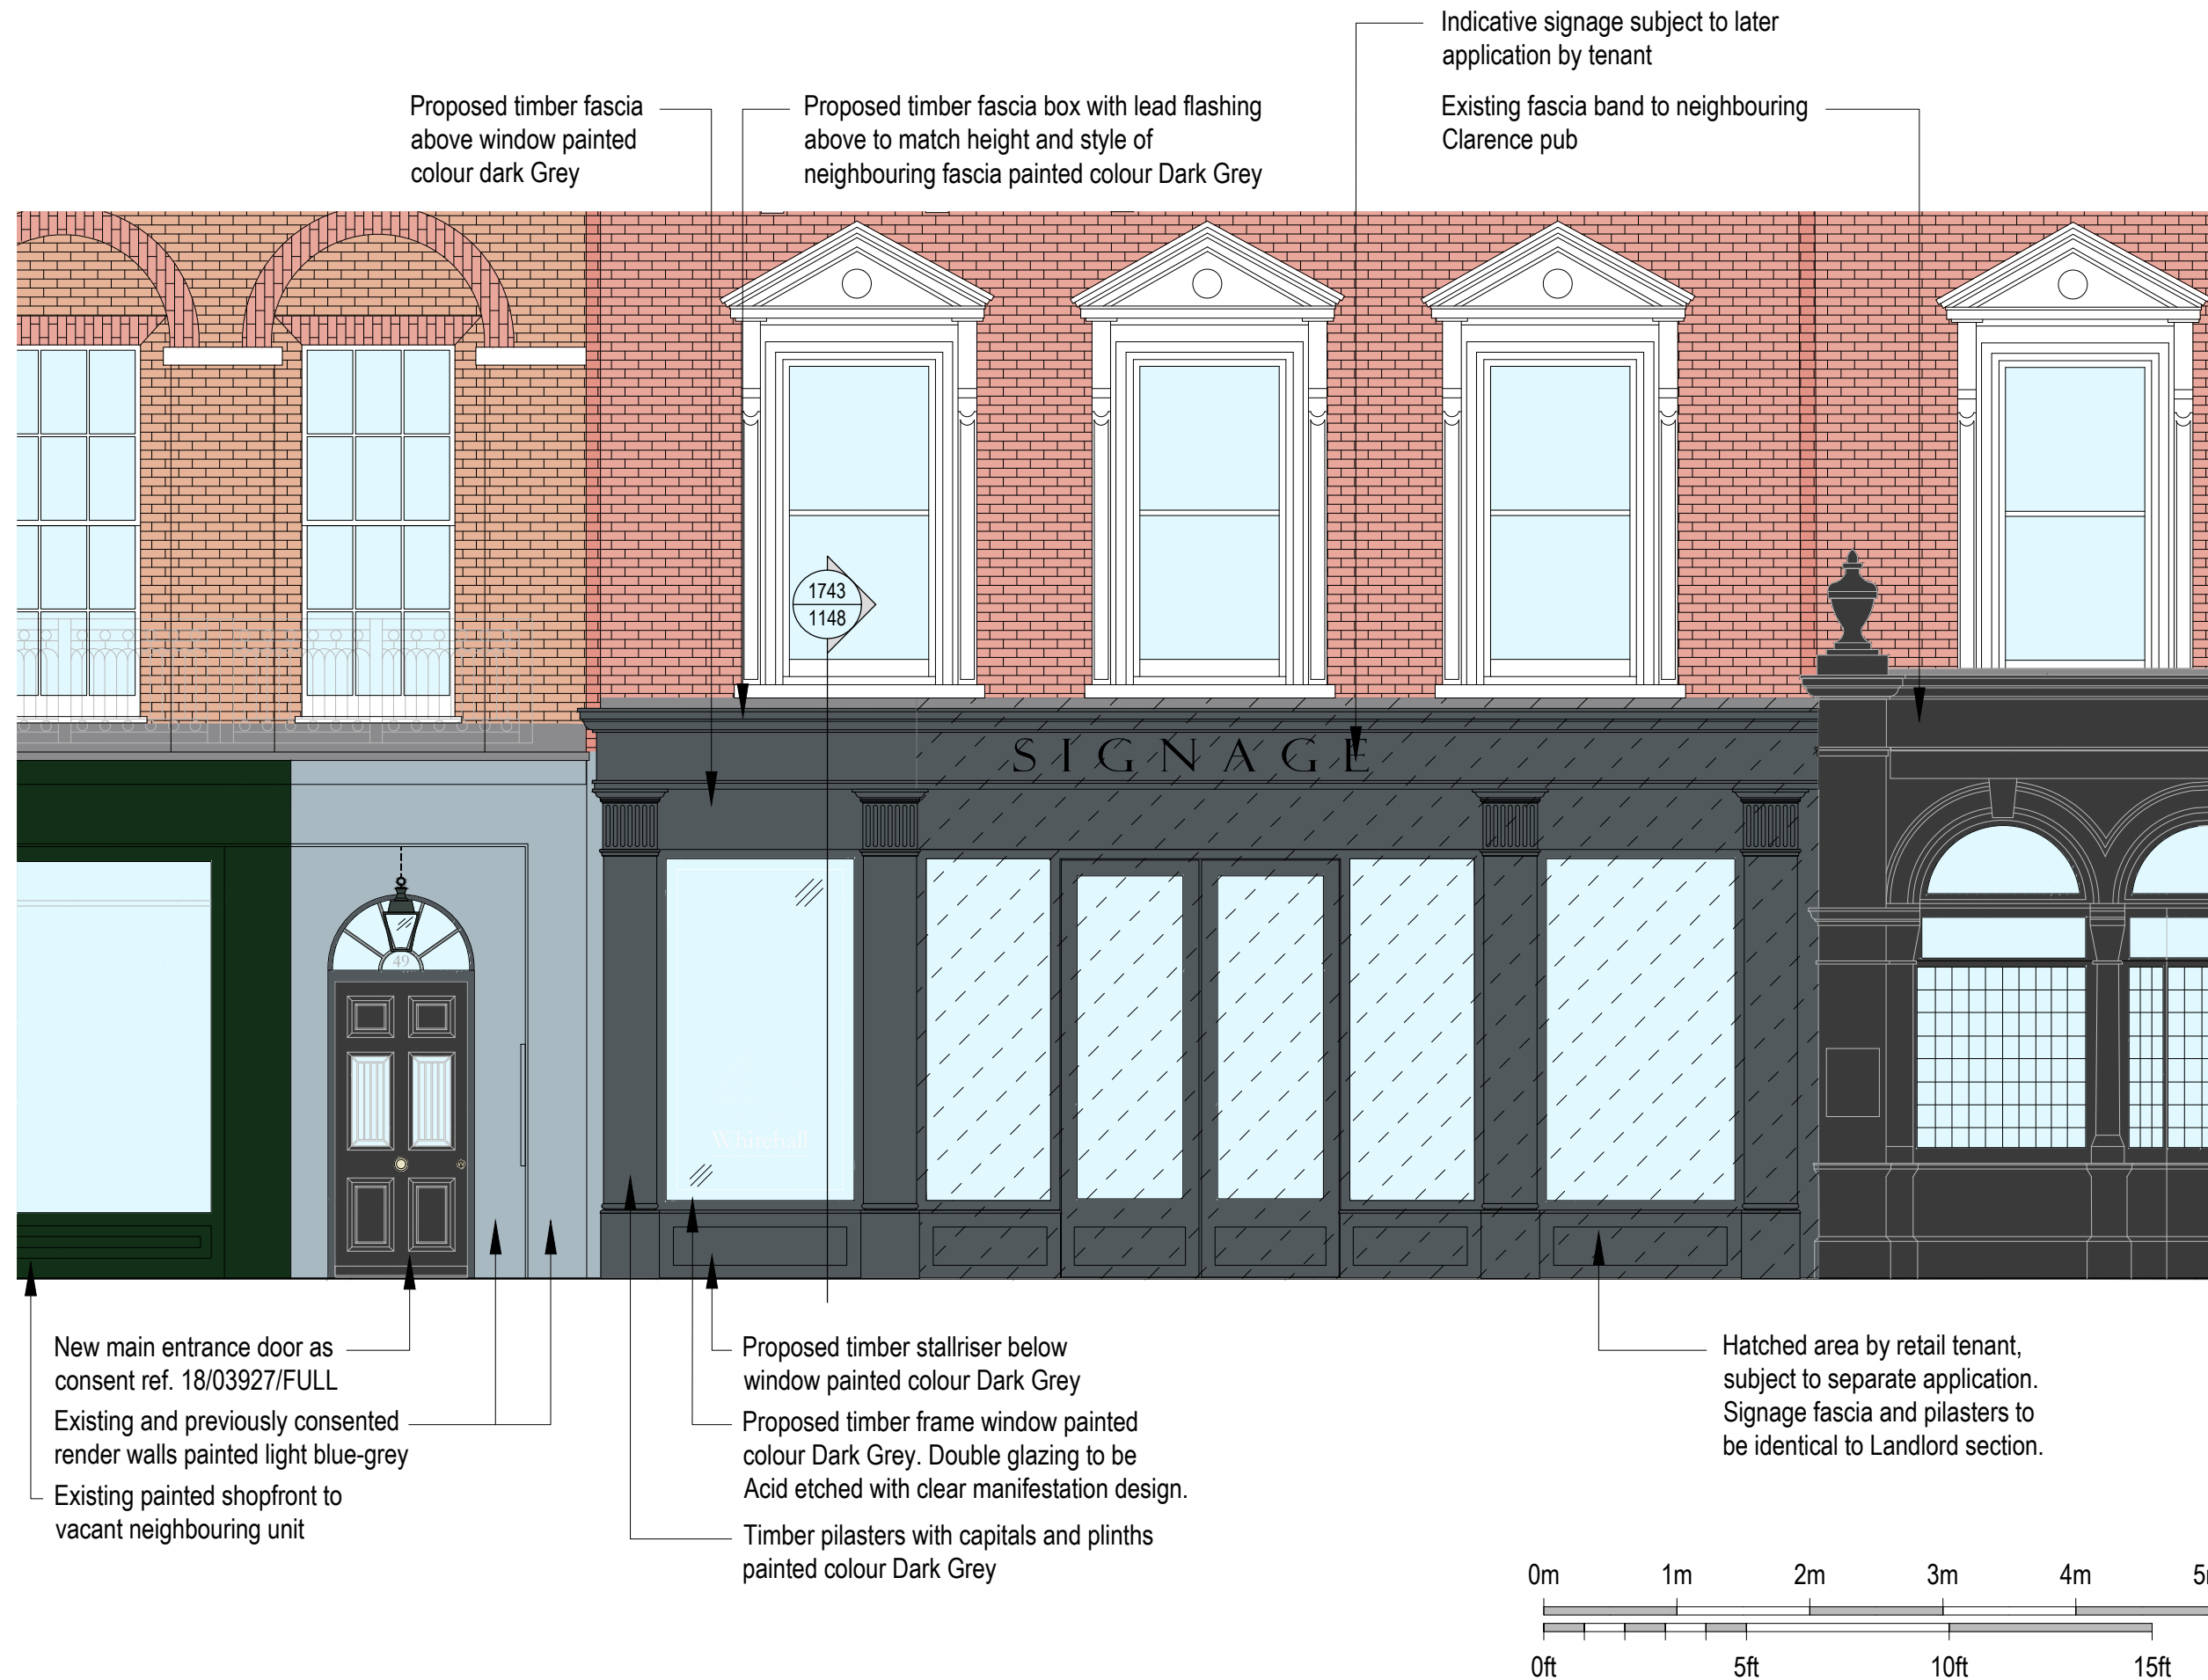 Indicative signage subject to later
application by tenant
Proposed timber fascia
above window painted
colour dark Grey
Proposed timber fascia box with lead flashing
above to match height and style of
neighbouring fascia painted colour Dark Grey
Existing fascia band to neighbouring
Clarence pub
1743
1148
SIGNAGE
49
Whitehall
New main entrance door as
consent ref. 18/03927/FULL
Existing and previously consented
render walls painted light blue-grey
Existing painted shopfront to
vacant neighbouring unit
Proposed timber stallriser below
window painted colour Dark Grey
Proposed timber frame window painted
colour Dark Grey. Double glazing to be
Acid etched with clear manifestation design.
Timber pilasters with capitals and plinths
painted colour Dark Grey
Hatched area by retail tenant,
subject to separate application.
Signage fascia and pilasters to
be identical to Landlord section.
0m 1m 2m 3m 4m
0ft 5ft 10ft 15ft